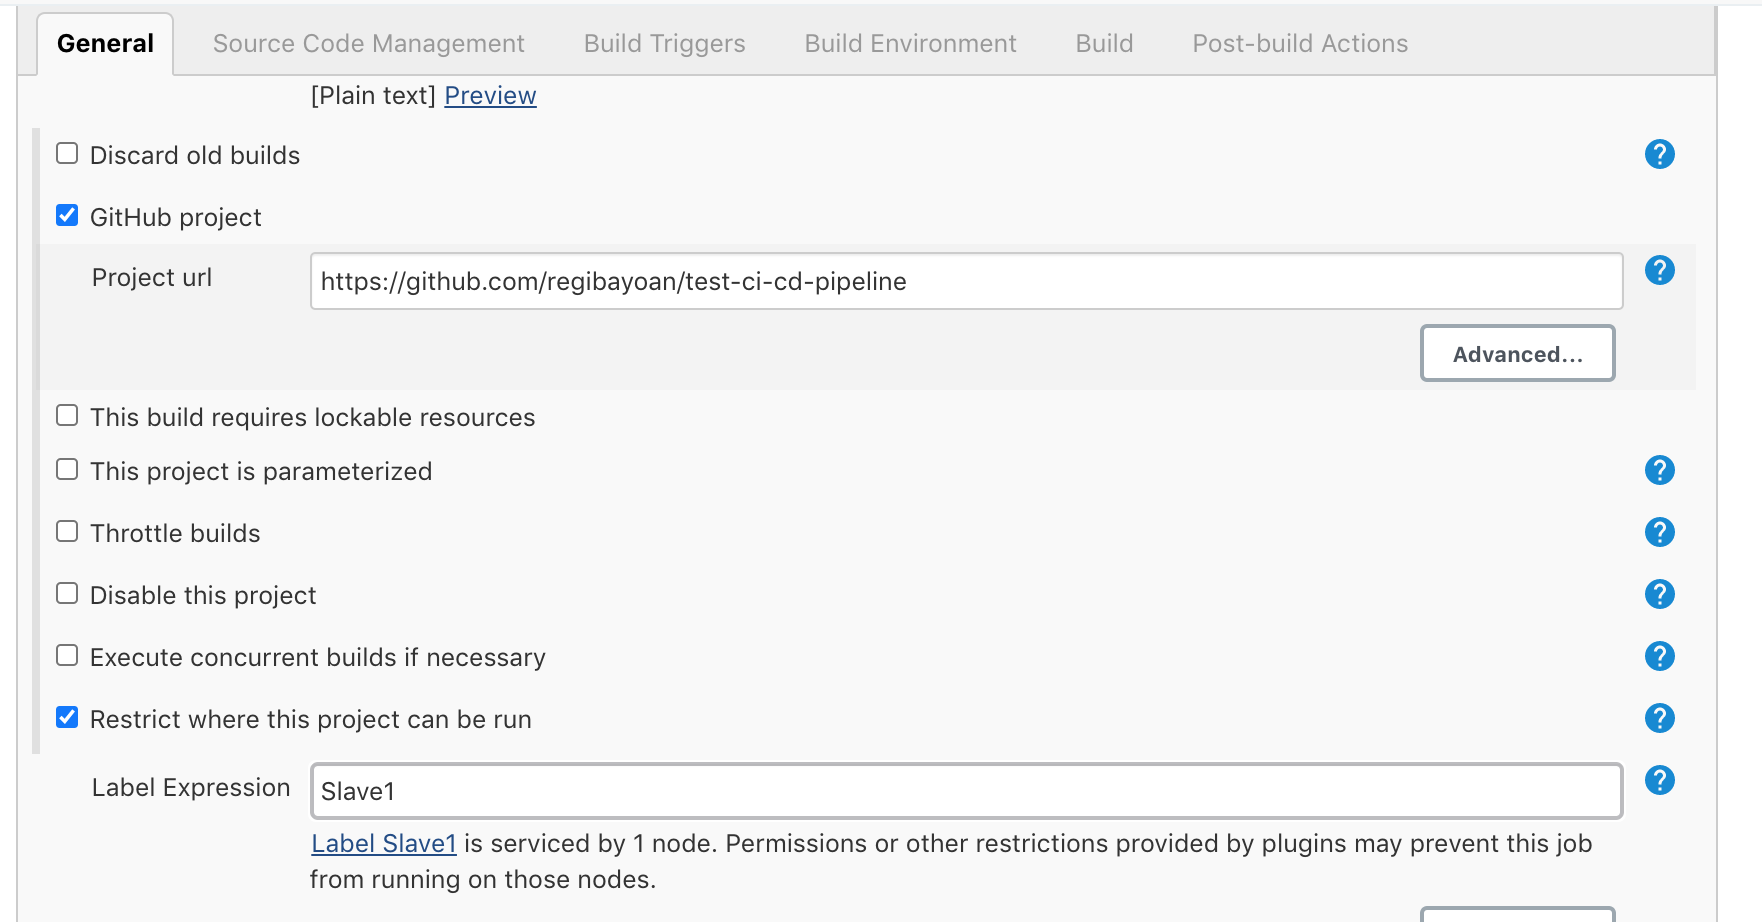 General Source Code Management Build Triggers Build Environment Build Post-build Actions
[Plain text] Preview
Discard old builds ?
GitHub project
Project url https://github.com/regibayoan/test-ci-cd-pipeline ?
Advanced...
This build requires lockable resources
This project is parameterized ?
Throttle builds ?
Disable this project ?
Execute concurrent builds if necessary ?
Restrict where this project can be run ?
Label Expression Slave1 ?
Label Slave1 is serviced by 1 node. Permissions or other restrictions provided by plugins may prevent this job
from running on those nodes.